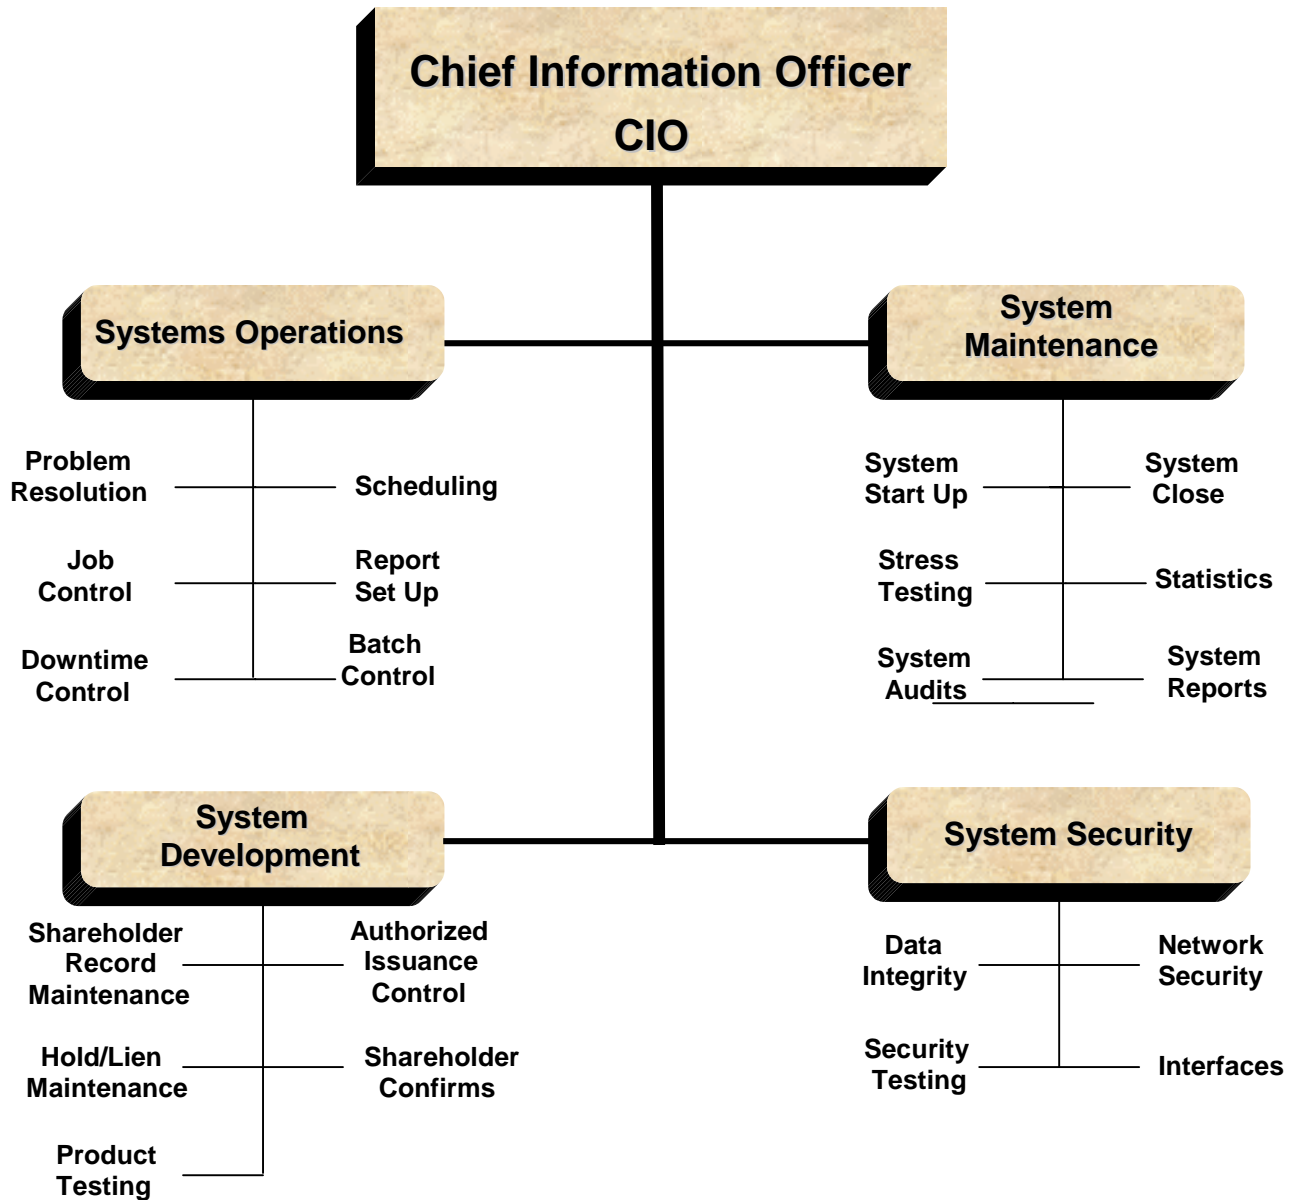 Chief Information Officer
CIO
Systems Operations
Problem
Resolution
Scheduling
Job
Control
Report
Set Up
Downtime
Control
Batch
Control
System
Maintenance
System
Start Up
System
Close
Stress
Testing
Statistics
System
Audits
System
Reports
System
Development
Shareholder
Record
Maintenance
Authorized
Issuance
Control
Hold/Lien
Maintenance
Shareholder
Confirms
Product
Testing
System Security
Data
Integrity
Network
Security
Security
Testing
Interfaces